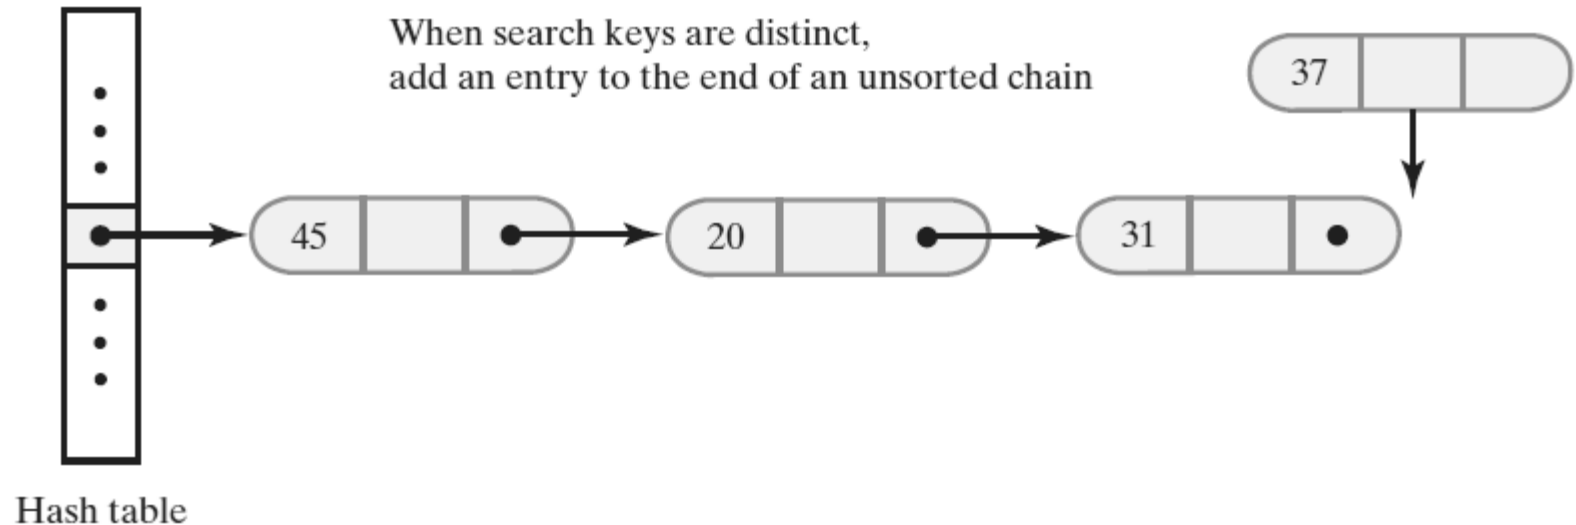 When search keys are distinct,
add an entry to the end of an unsorted chain
37
45
20
31
Hash table